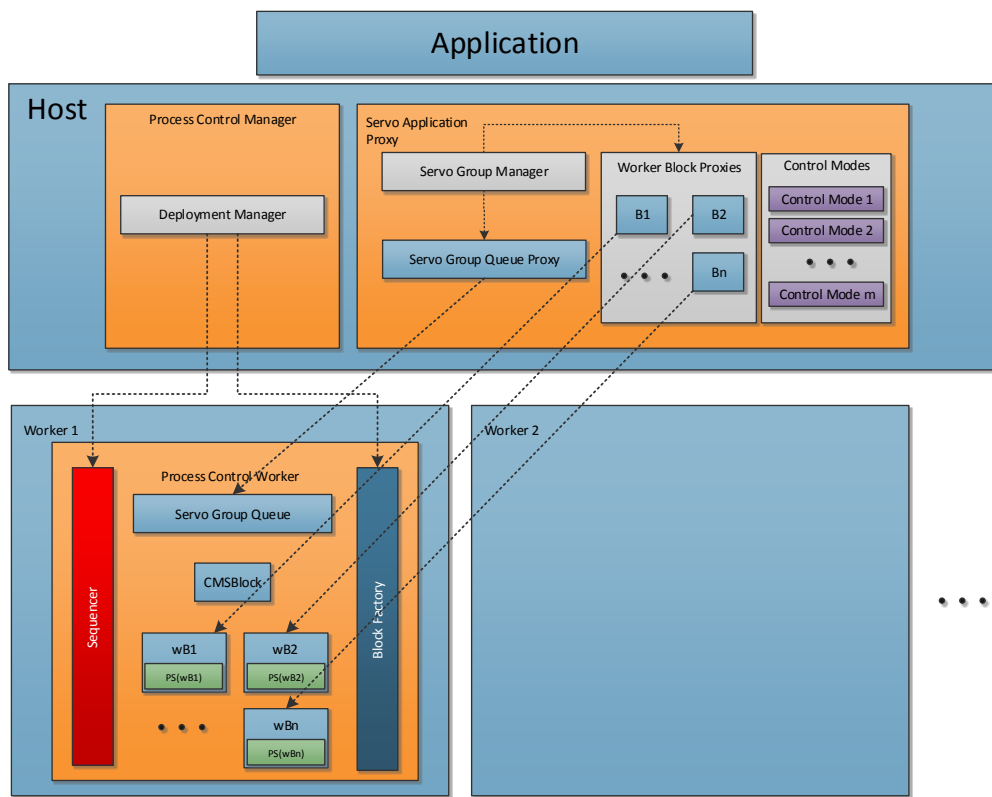 Application
Host
Process Control Manager
Deployment Manager
Servo Application
Proxy
Servo Group Manager
Servo Group Queue Proxy
Worker Block Proxies
B1
B2
• • •
Bn
Control Modes
Control Mode 1
Control Mode 2
• • •
Control Mode m
Worker 1
Process Control Worker
Sequencer
Servo Group Queue
CMSBlock
wB1
PS(wB1)
wB2
PS(wB2)
• • •
wBn
PS(wBn)
Block Factory
Worker 2
• • •